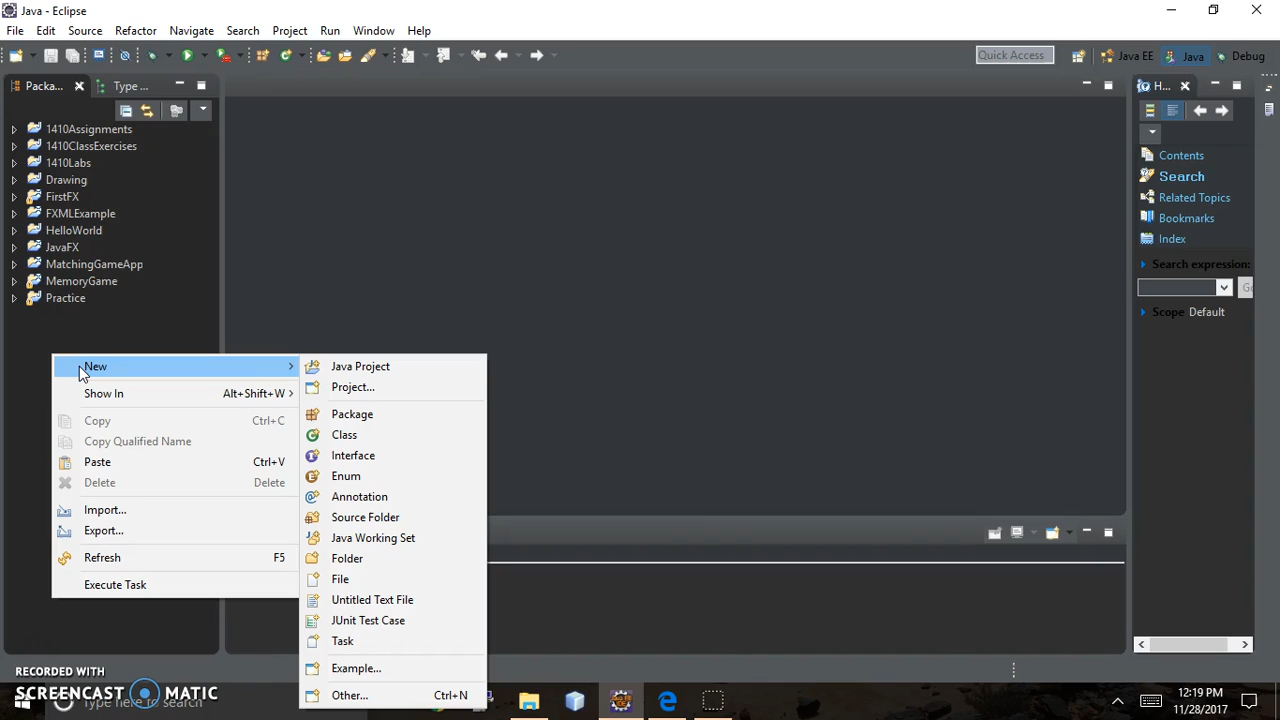 Java - Eclipse
File Edit Source Refactor Navigate Search Project Run Window Help
Quick Access Java EE Java Debug
Packa... Type ...
H...
1410Assignments
1410ClassExercises
1410Labs
Drawing
FirstFX
FXMLExample
HelloWorld
JavaFX
MatchingGameApp
MemoryGame
Practice
Contents
Search
Related Topics
Bookmarks
Index
Search expression:
Scope Default
New
Show In Alt+Shift+W
Copy Ctrl+C
Copy Qualified Name
Paste Ctrl+V
Delete Delete
Import...
Export...
Refresh F5
Execute Task
Java Project
Project...
Package
Class
Interface
Enum
Annotation
Source Folder
Java Working Set
Folder
File
Untitled Text File
JUnit Test Case
Task
Example...
Other... Ctrl+N
RECORDED WITH
SCREENCAST MATIC
Type here to search
12:19 PM
11/28/2017